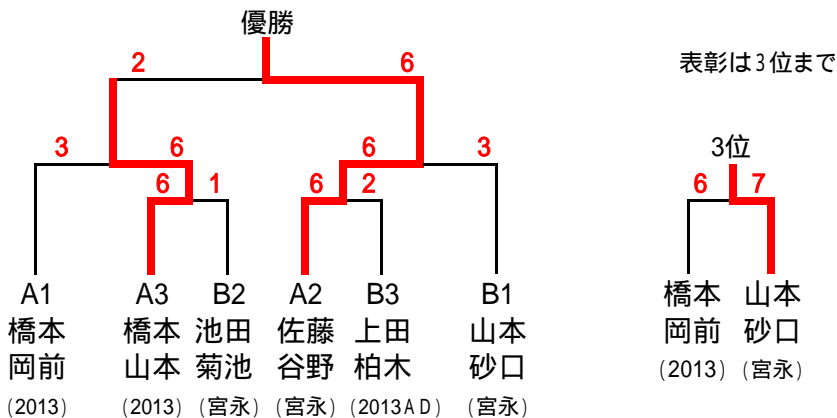 優勝
2 6
表彰は3位まで
3 6 6 3
3位
6 1 6 2
6 7
A1 A3 B2 A2 B3 B1
橋本 橋本 池田 佐藤 上田 山本
岡前 山本 菊池 谷野 柏木 砂口
(2013) (2013) (宮永) (宮永) (2013AD) (宮永)
橋本 山本
岡前 砂口
(2013) (宮永)